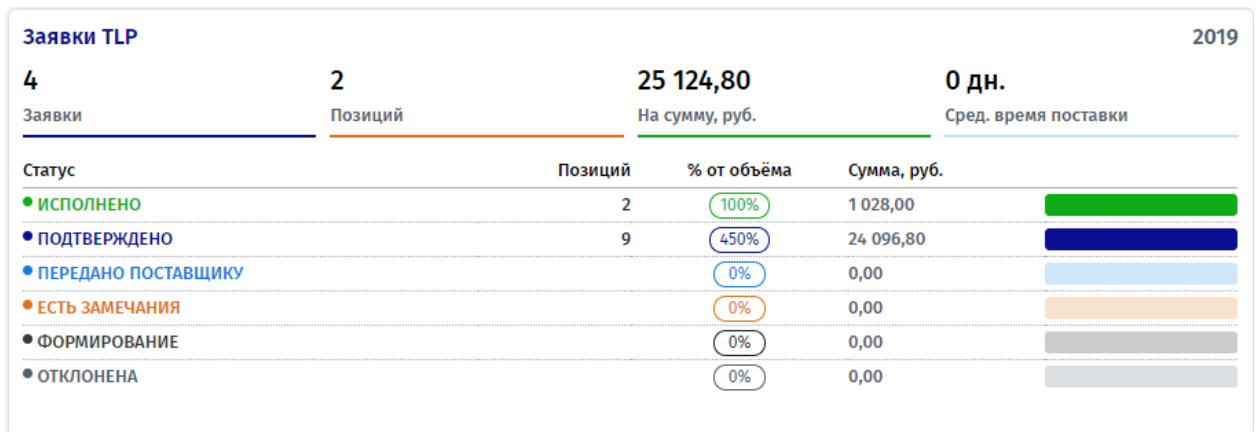 Заявки TLP 2019
4 2 25 124,80 0 дн.
Заявки Позиций На сумму, руб. Сред. время поставки
Статус Позиций % от объёма Сумма, руб.
ИСПОЛНЕНО 2 100% 1 028,00
ПОДТВЕРЖДЕНО 9 450% 24 096,80
ПЕРЕДАНО ПОСТАВЩИКУ 0% 0,00
ЕСТЬ ЗАМЕЧАНИЯ 0% 0,00
ФОРМИРОВАНИЕ 0% 0,00
ОТКЛОНЕНА 0% 0,00